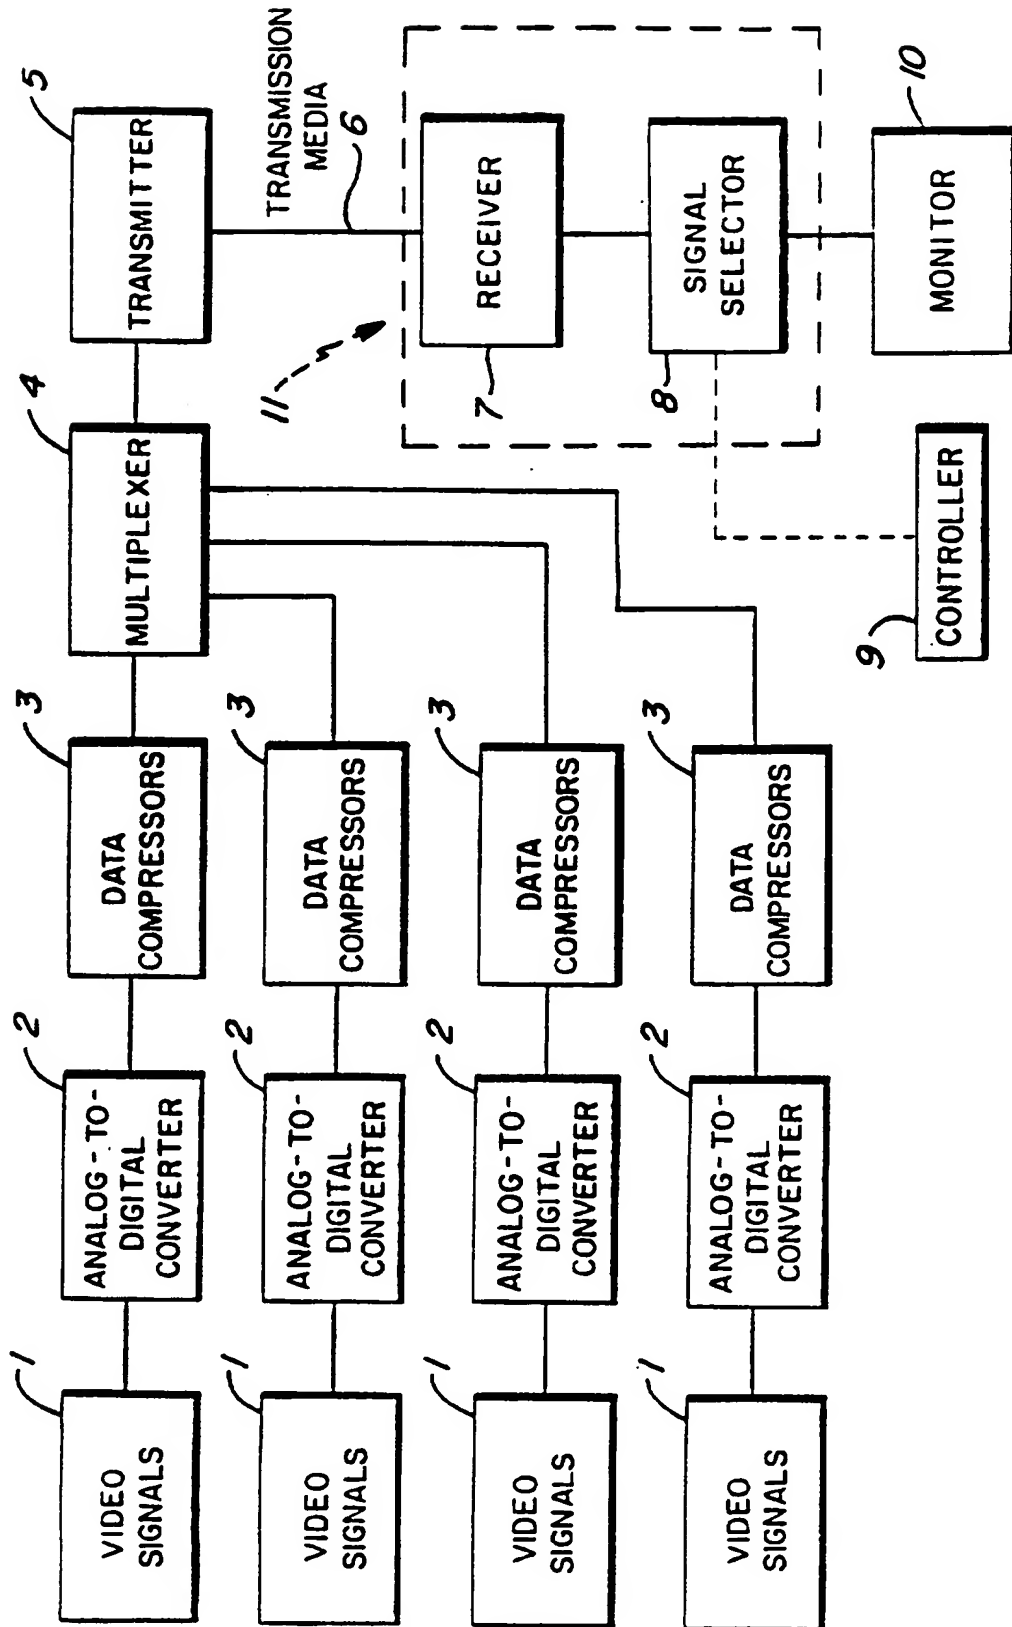 1
VIDEO
SIGNALS
2
ANALOG-TO-
DIGITAL
CONVERTER
3
DATA
COMPRESSORS
4
MULTIPLEXER
5
TRANSMITTER
1
VIDEO
SIGNALS
2
ANALOG-TO-
DIGITAL
CONVERTER
3
DATA
COMPRESSORS
TRANSMISSION
MEDIA
6
1
VIDEO
SIGNALS
2
ANALOG-TO-
DIGITAL
CONVERTER
3
DATA
COMPRESSORS
11
7
RECEIVER
1
VIDEO
SIGNALS
2
ANALOG-TO-
DIGITAL
CONVERTER
3
DATA
COMPRESSORS
8
SIGNAL
SELECTOR
9
CONTROLLER
10
MONITOR